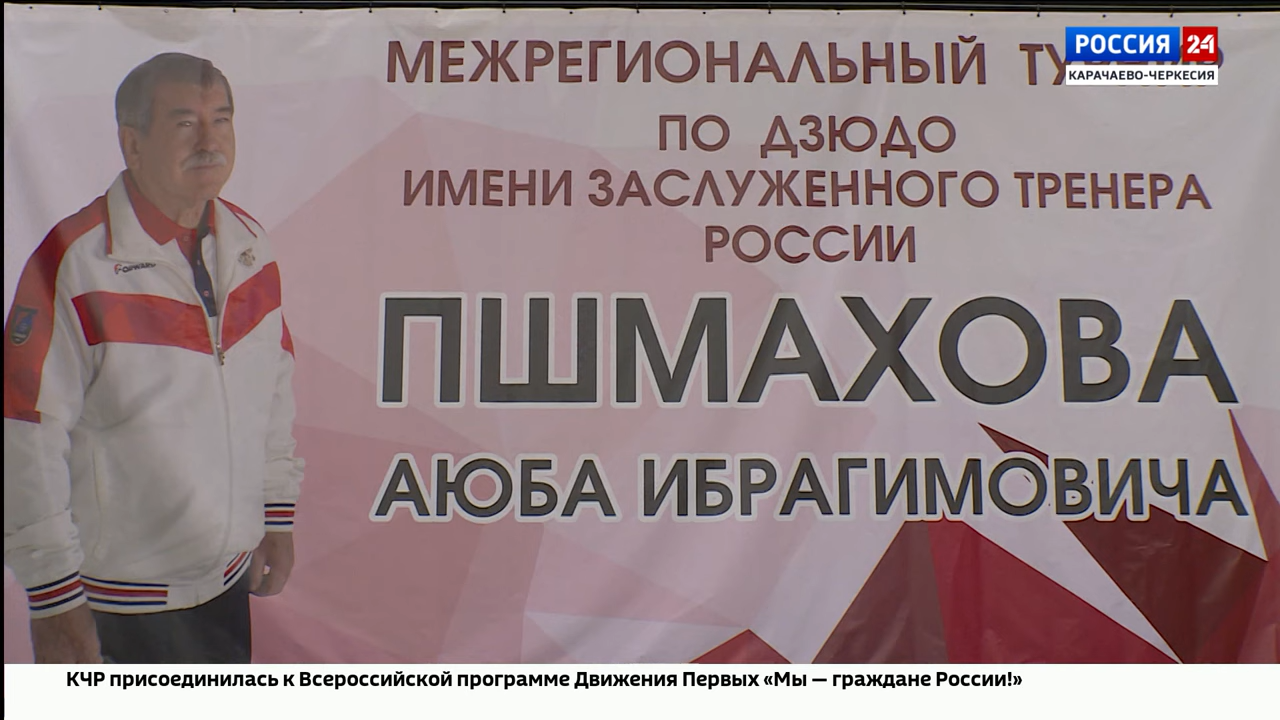 МЕЖРЕГИОНАЛЬНЫЙ
РОССИЯ 24
КАРАЧАЕВО-ЧЕРКЕСИЯ
ПО ДЗЮДО
ИМЕНИ ЗАСЛУЖЕННОГО ТРЕНЕРА
РОССИИ
ПШМАХОВА
АЮБА ИБРАГИМОВИЧА
FORWARD
КЧР присоединилась к Всероссийской программе Движения Первых «Мы — граждане России!»